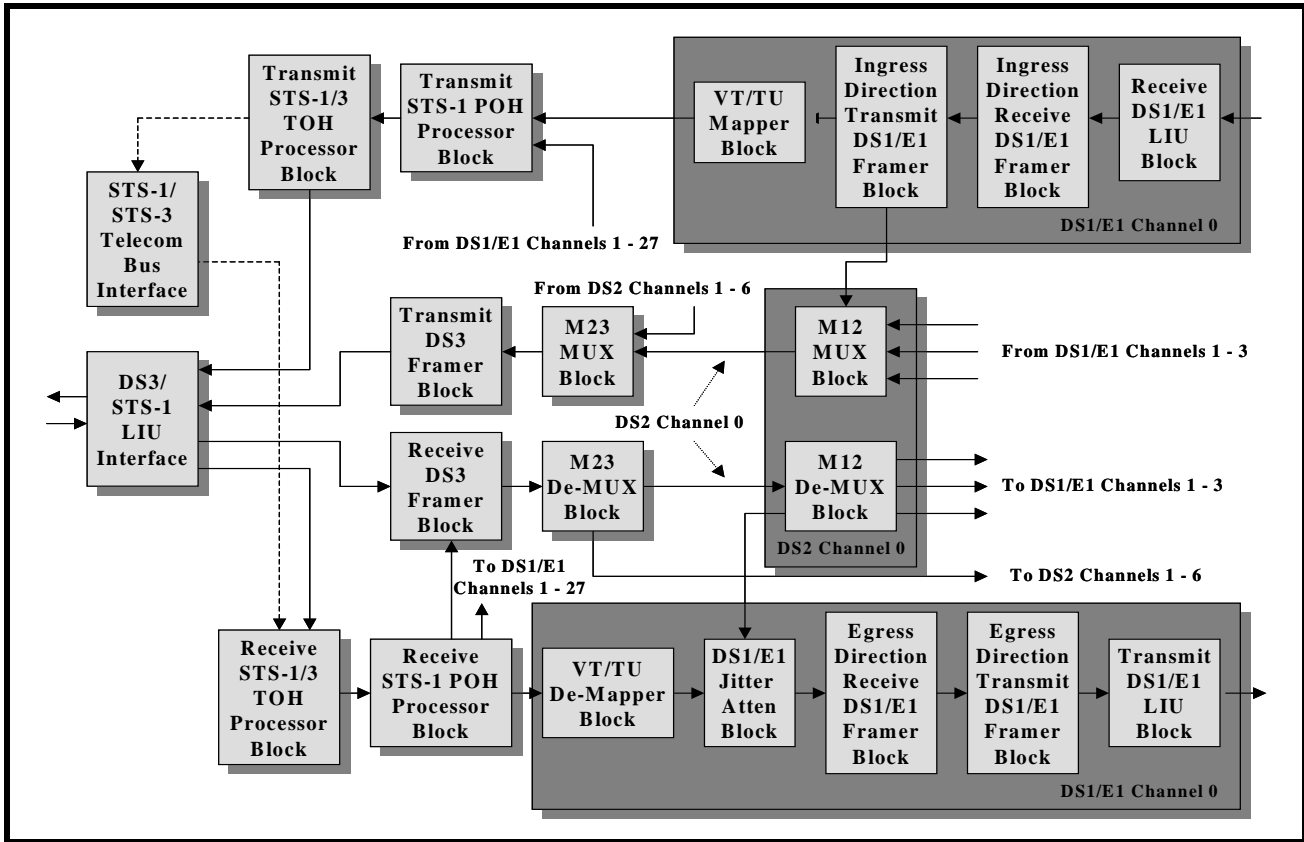 Transmit
STS-1/3
TOH
Processor
Block
Transmit
STS-1 POH
Processor
Block
VT/TU
Mapper
Block
Ingress
Direction
Transmit
DS1/E1
Framer
Block
Ingress
Direction
Receive
DS1/E1
Framer
Block
Receive
DS1/E1
LIU
Block
DS1/E1 Channel 0
STS-1/
STS-3
Telecom
Bus
Interface
From DS1/E1 Channels 1 - 27
From DS2 Channels 1 - 6
Transmit
DS3
Framer
Block
M23
MUX
Block
M12
MUX
Block
From DS1/E1 Channels 1 - 3
DS3/
STS-1
LIU
Interface
DS2 Channel 0
Receive
DS3
Framer
Block
M23
De-MUX
Block
M12
De-MUX
Block
To DS1/E1 Channels 1 - 3
DS2 Channel 0
To DS1/E1
Channels 1 - 27
To DS2 Channels 1 - 6
Receive
STS-1/3
TOH
Processor
Block
Receive
STS-1 POH
Processor
Block
VT/TU
De-Mapper
Block
DS1/E1
Jitter
Atten
Block
Egress
Direction
Receive
DS1/E1
Framer
Block
Egress
Direction
Transmit
DS1/E1
Framer
Block
Transmit
DS1/E1
LIU
Block
DS1/E1 Channel 0